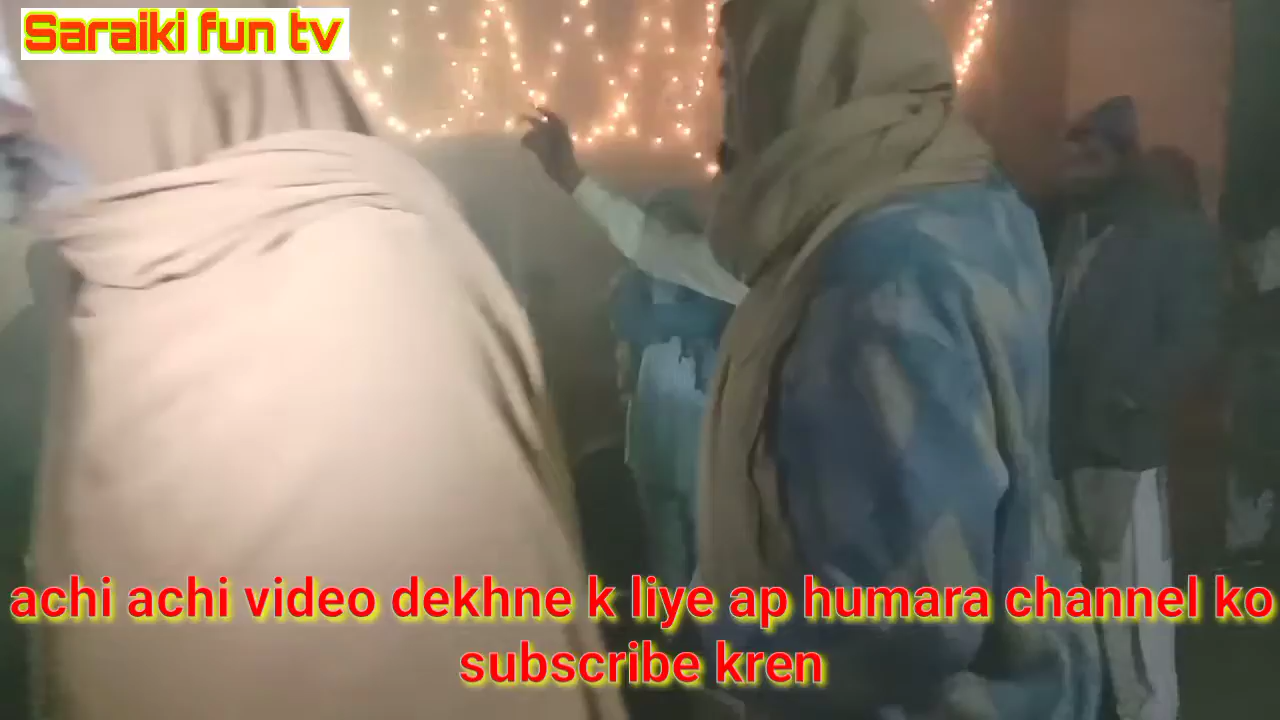 Saraiki fun tv
achi achi video dekhne k liye ap humara channel ko
subscribe kren